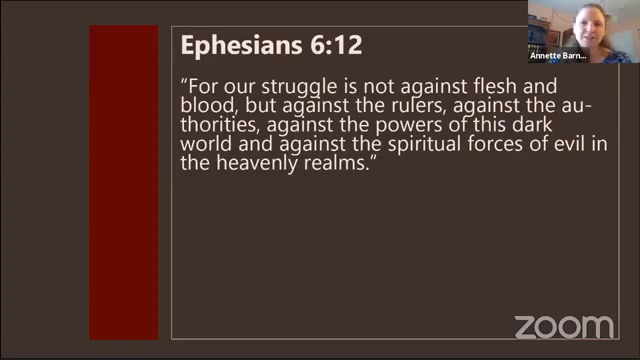 Ephesians 6:12
“For our struggle is not against flesh and
blood, but against the rulers, against the au-
thorities, against the powers of this dark
world and against the spiritual forces of evil in
the heavenly realms.”
Annette Barn...
zoom